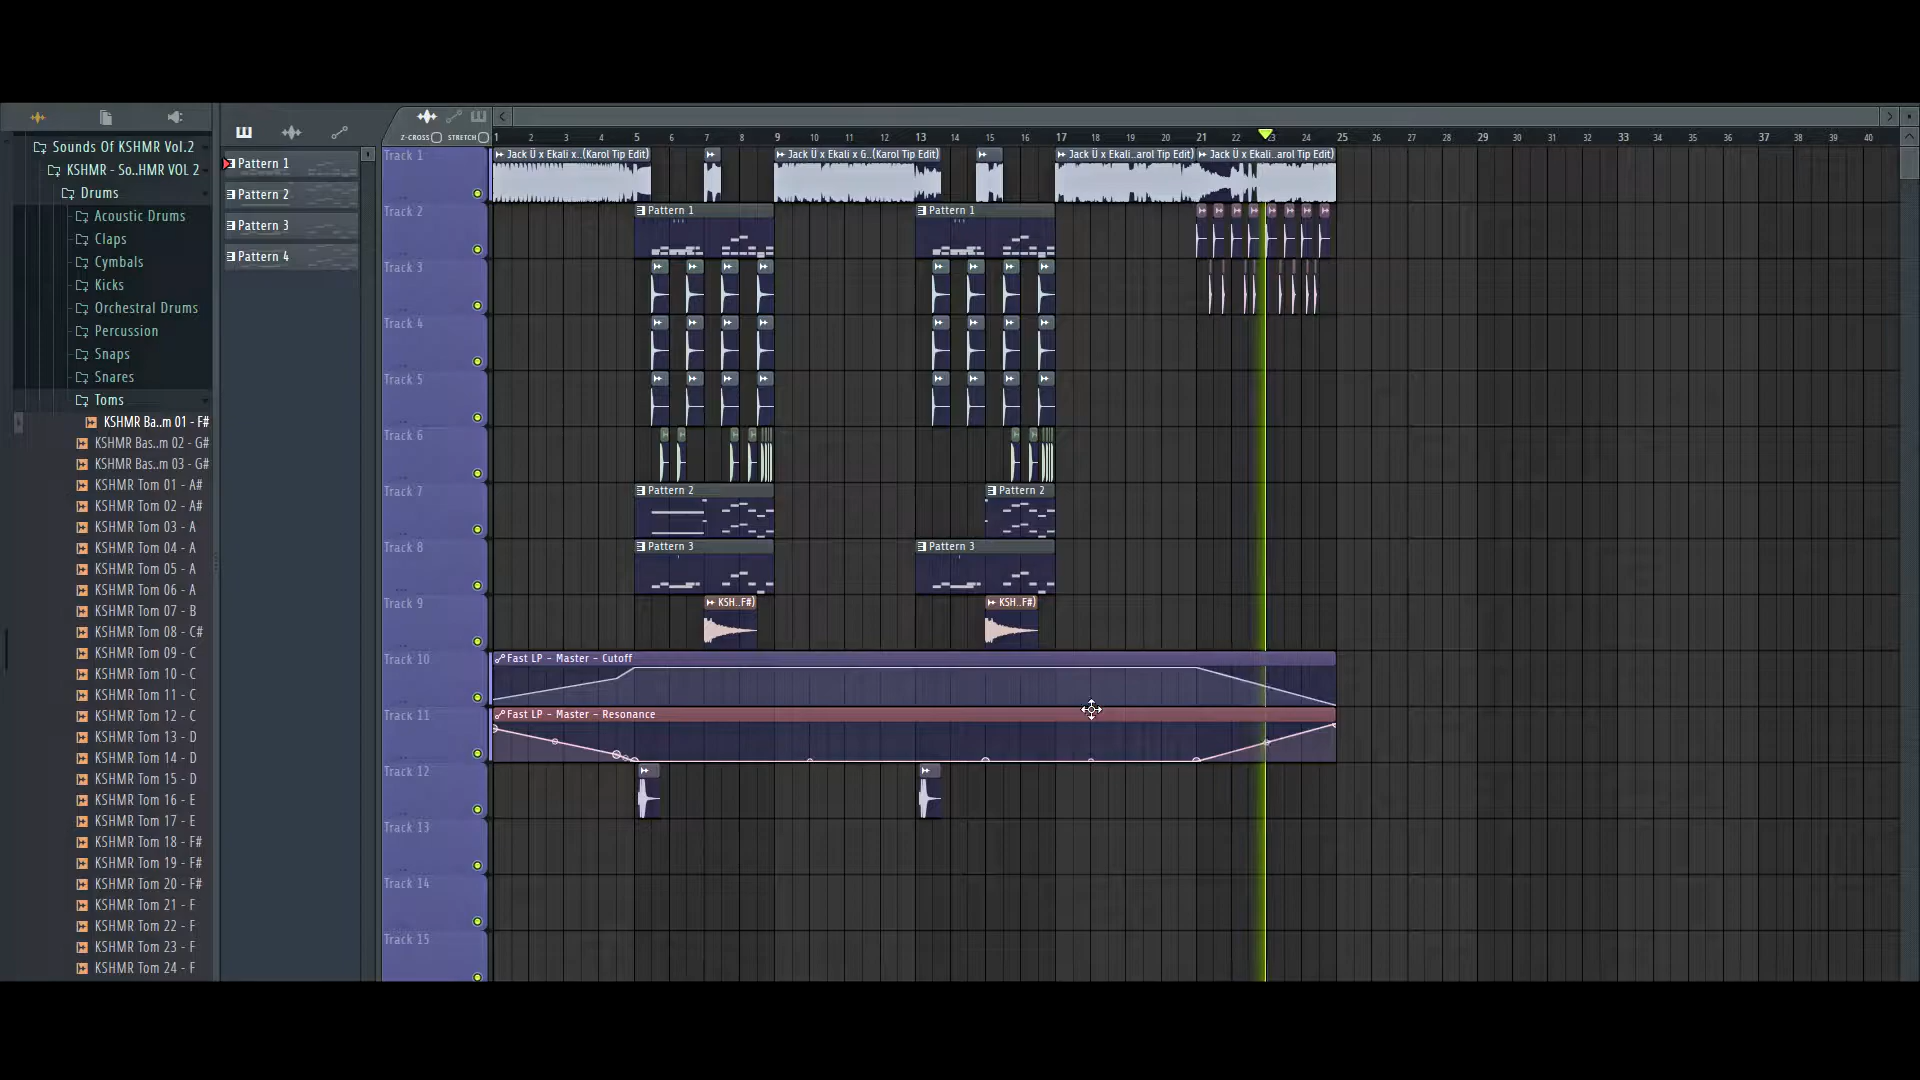 Sounds Of KSHMR Vol.2
KSHMR - So..HMR VOL 2
Drums
Acoustic Drums
Claps
Cymbals
Kicks
Orchestral Drums
Percussion
Snaps
Snares
Toms
KSHMR Ba..m 01 - F#
KSHMR Bas..m 02 - G#
KSHMR Bas..m 03 - G#
KSHMR Tom 01 - A#
KSHMR Tom 02 - A#
KSHMR Tom 03 - A
KSHMR Tom 04 - A
KSHMR Tom 05 - A
KSHMR Tom 06 - A
KSHMR Tom 07 - B
KSHMR Tom 08 - C#
KSHMR Tom 09 - C
KSHMR Tom 10 - C
KSHMR Tom 11 - C
KSHMR Tom 12 - C
KSHMR Tom 13 - D
KSHMR Tom 14 - D
KSHMR Tom 15 - D
KSHMR Tom 16 - E
KSHMR Tom 17 - E
KSHMR Tom 18 - F#
KSHMR Tom 19 - F#
KSHMR Tom 20 - F#
KSHMR Tom 21 - F
KSHMR Tom 22 - F
KSHMR Tom 23 - F
KSHMR Tom 24 - F
Pattern 1
Pattern 2
Pattern 3
Pattern 4
Z-CROSS STRETCH
1 2 3 4 5 6 7 8 9 10 11 12 13 14 15 16 17 18 19 20 21 22 23 24 25 26 27 28 29 30 31 32 33 34 35 36 37 38 39 40
Track 1
Jack Ü x Ekali x..(Karol Tip Edit) Jack Ü x Ekali x G..(Karol Tip Edit) Jack Ü x Ekali..arol Tip Edit) Jack Ü x Ekali..arol Tip Edit)
Track 2
Pattern 1 Pattern 1
Track 3
Track 4
Track 5
Track 6
Track 7
Pattern 2 Pattern 2
Track 8
Pattern 3 Pattern 3
Track 9
KSH..F#) KSH..F#)
Track 10
Fast LP - Master - Cutoff
Track 11
Fast LP - Master - Resonance
Track 12
Track 13
Track 14
Track 15